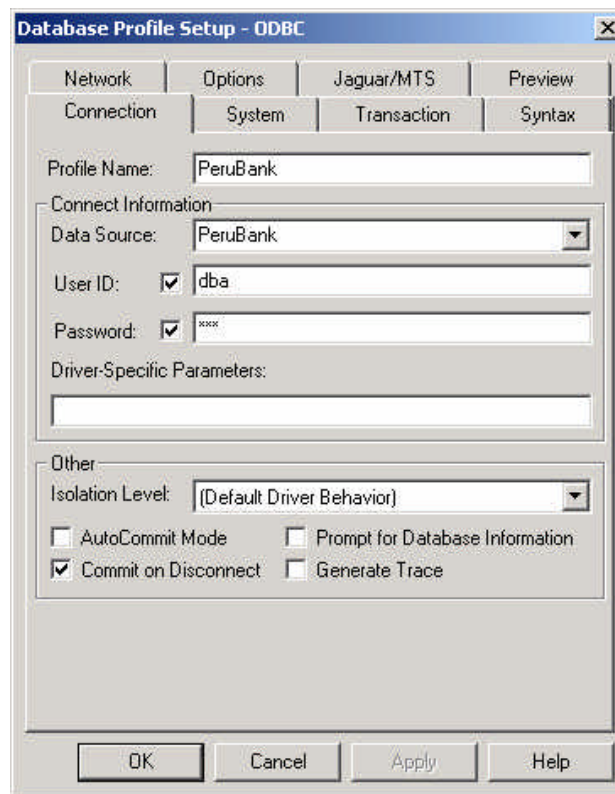 Database Profile Setup - ODBC
Network Options Jaguar/MTS Preview
Connection System Transaction Syntax
Profile Name: PeruBank
Connect Information
Data Source: PeruBank
User ID: dba
Password: ***
Driver-Specific Parameters:
Other
Isolation Level: (Default Driver Behavior)
AutoCommit Mode Prompt for Database Information
Commit on Disconnect Generate Trace
OK Cancel Apply Help